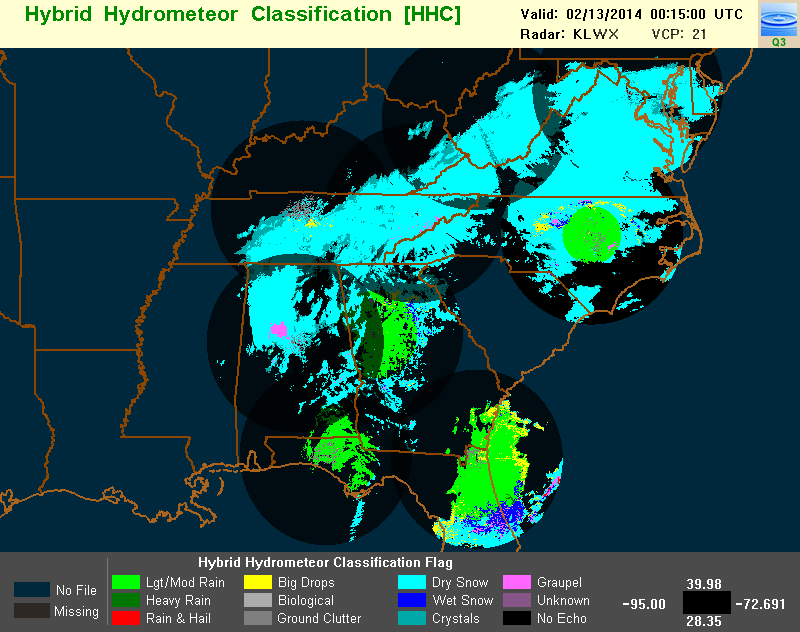 Hybrid Hydrometeor Classification [HHC]
Valid: 02/13/2014 00:15:00 UTC
Radar: KLWX VCP: 21
Q3
Hybrid Hydrometeor Classification Flag
No File
Missing
Lgt/Mod Rain
Heavy Rain
Rain & Hail
Big Drops
Biological
Ground Clutter
Dry Snow
Wet Snow
Crystals
Graupel
Unknown
No Echo
39.98
-95.00 -72.691
28.35